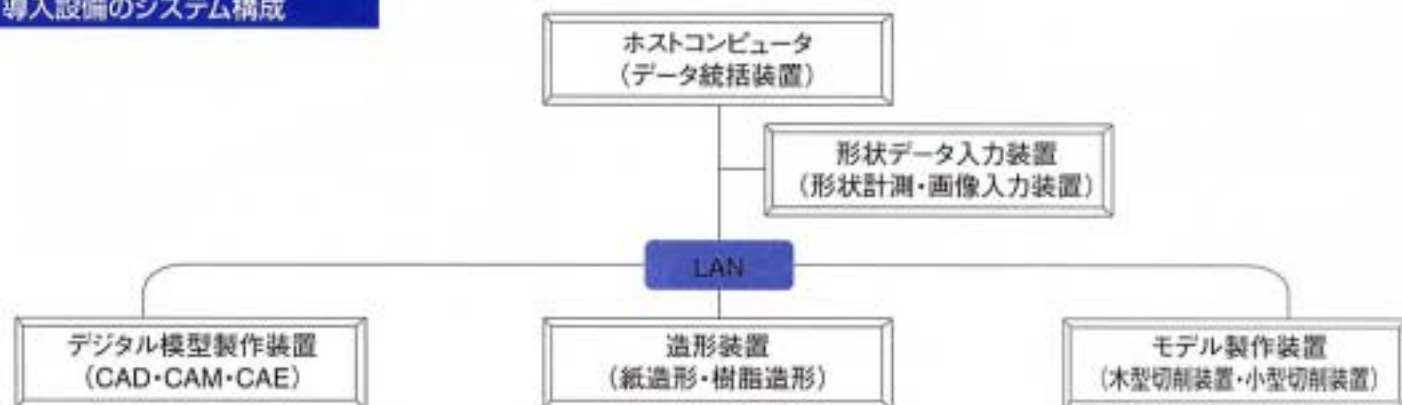 導入設備のシステム構成
ホストコンピュータ
(データ統括装置)
形状データ入力装置
(形状計測・画像入力装置)
LAN
デジタル模型製作装置
(CAD・CAM・CAE)
造形装置
(紙造形・樹脂造形)
モデル製作装置
(木型切削装置・小型切削装置)